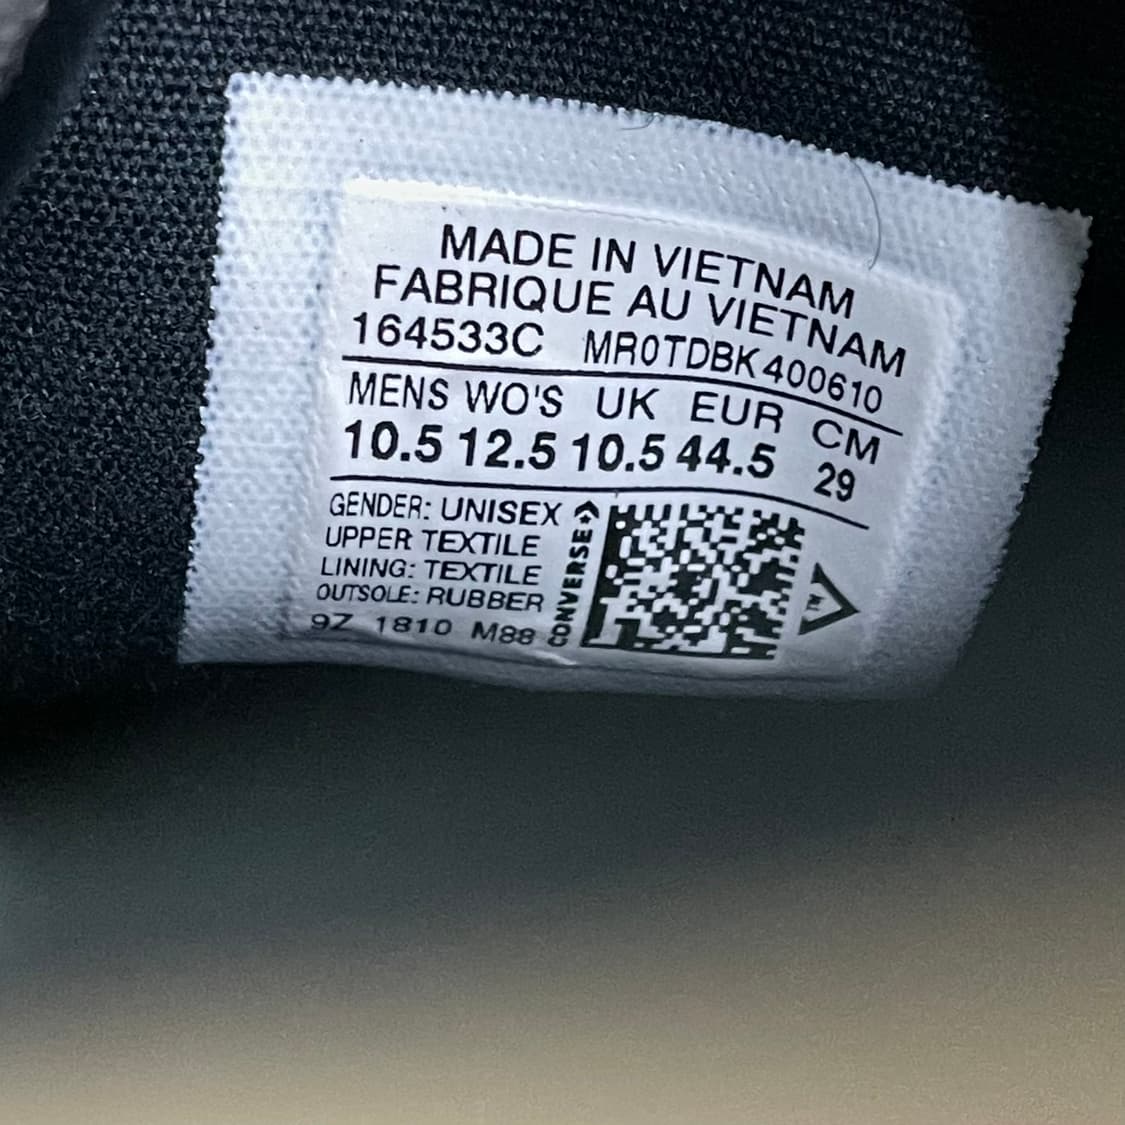 MADE IN VIETNAM
FABRIQUE AU VIETNAM
164533C MR0TDBK400610
MENS WO'S UK EUR CM
10.5 12.5 10.5 44.5 29
GENDER: UNISEX
UPPER TEXTILE
LINING: TEXTILE
OUTSOLE: RUBBER
9Z 1810 M88
CONVERSE
TM